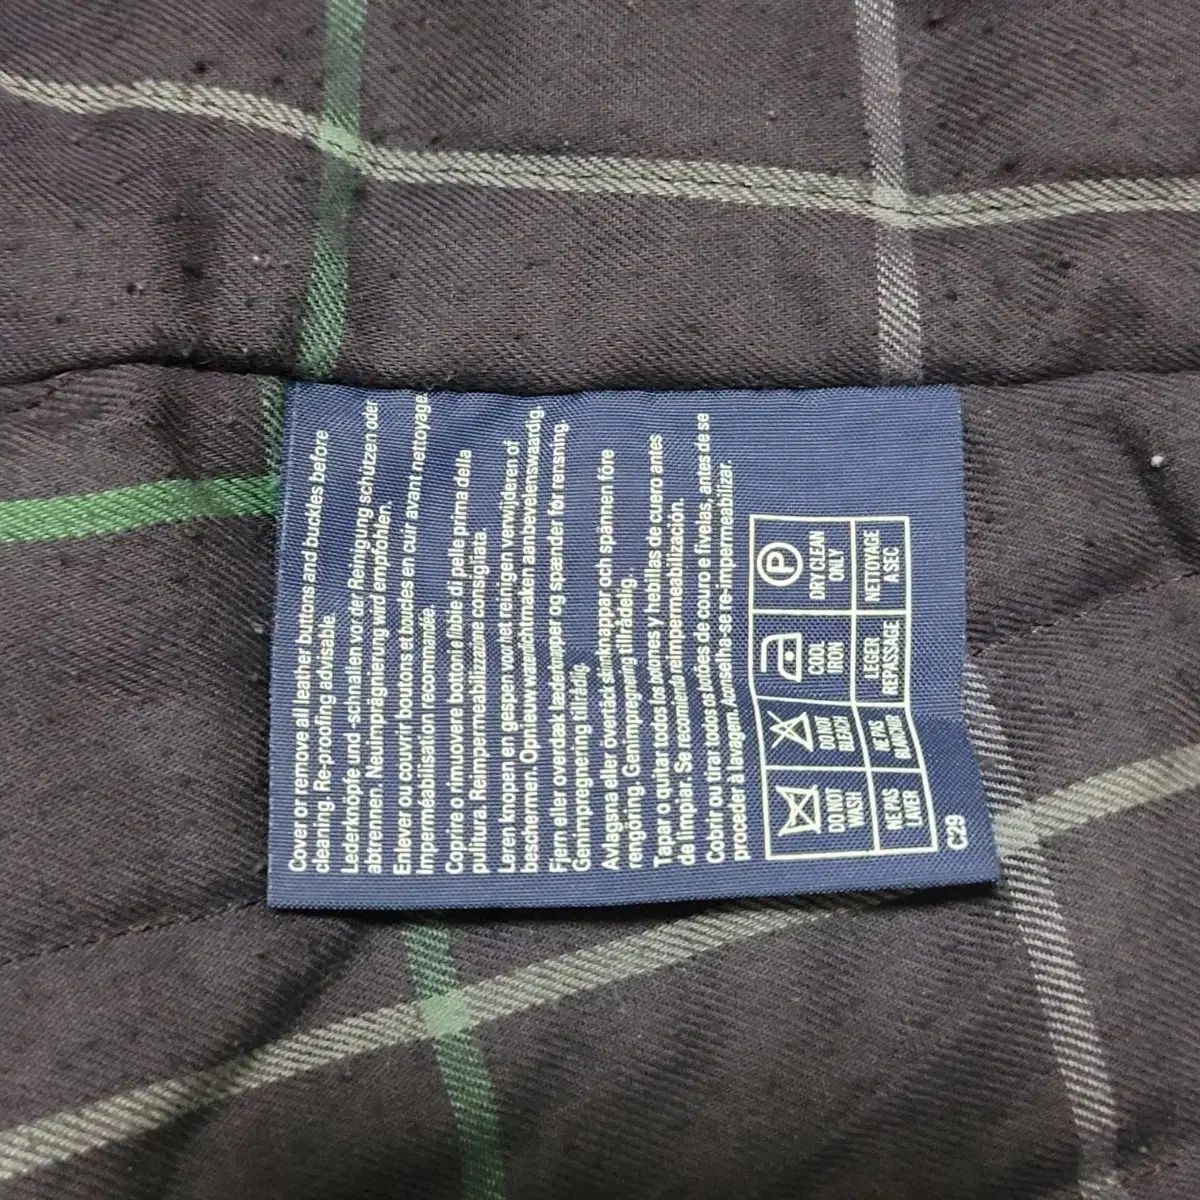 Cover or remove all leather buttons and buckles before
cleaning. Re-proofing advisable.
Lederknöpfe und -schnallen vor der Reinigung schützen oder
abtrennen. Neuimprägnierung wird empfohlen.
Enlever ou couvrir boutons et boucles en cuir avant nettoyage.
Imperméabilisation recommandée.
Coprire o rimuovere bottoni e fibbie di pelle prima della
pulitura. Reimpermeabilizzazione consigliata
Leren knopen en gespen voor het reinigen verwijderen of
beschermen. Opnieuw waterdicht maken aanbevelenswaardig.
Fjern eller overdæk læderknapper og spænder før rensning.
Genimpregnering tilrådelig.
Avlägsna eller övertäck skinnknappar och spännen före
rengöring. Genimpregnung tillrådelig.
Tapar o quitar todos los botones y hebillas de cuero antes
de limpiar. Se recomienda reimpermeabilización.
Cobrir ou tirar todos os botões de couro e fivelas, antes de se
proceder à lavagem. Aconselha-se re-impermeabilizar.
DO NOT
WASH
DO NOT
BLEACH
COOL
IRON
P
DRY CLEAN
ONLY
NE PAS
LAVER
NE PAS
BLANCHIR
LEGER
REPASSAGE
NETTOYAGE
A SEC
C29